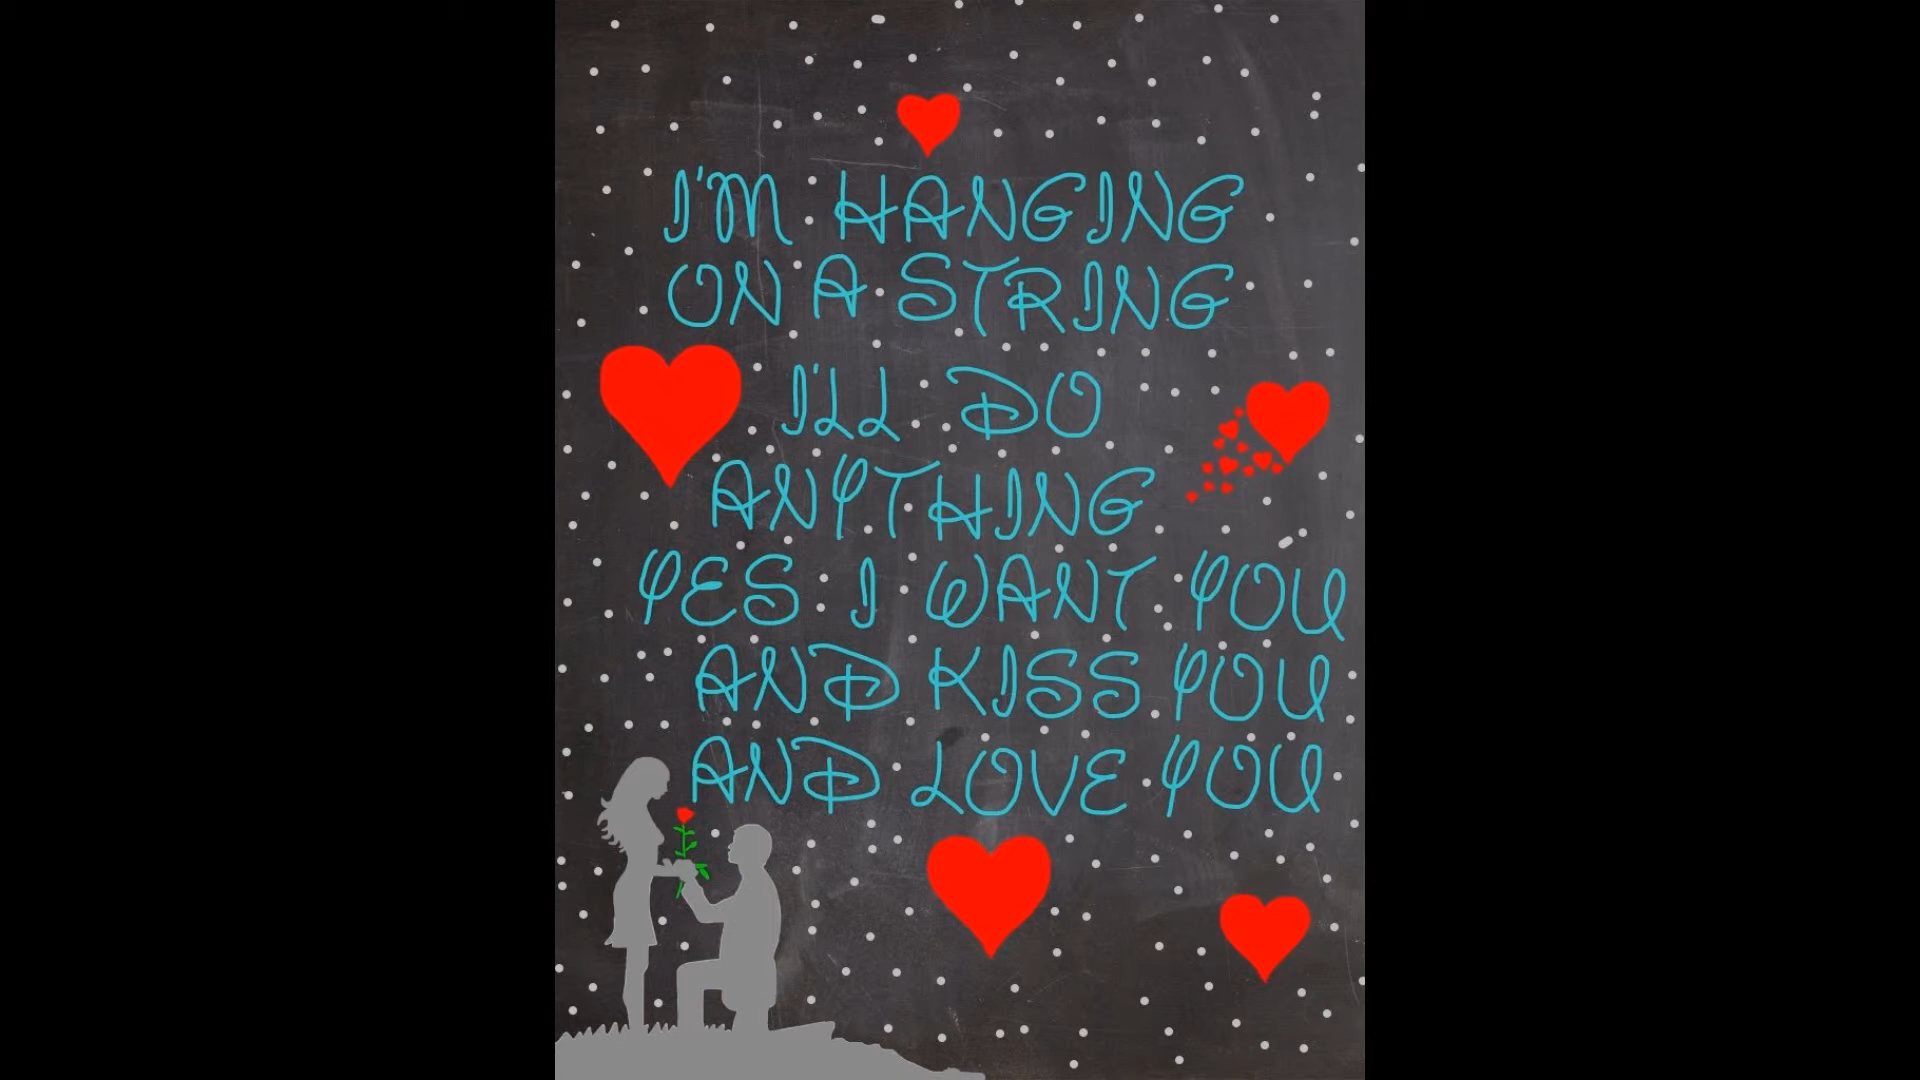 I'M HANGING
ON A STRING
I'LL DO
ANYTHING
YES I WANT YOU
AND KISS YOU
AND LOVE YOU